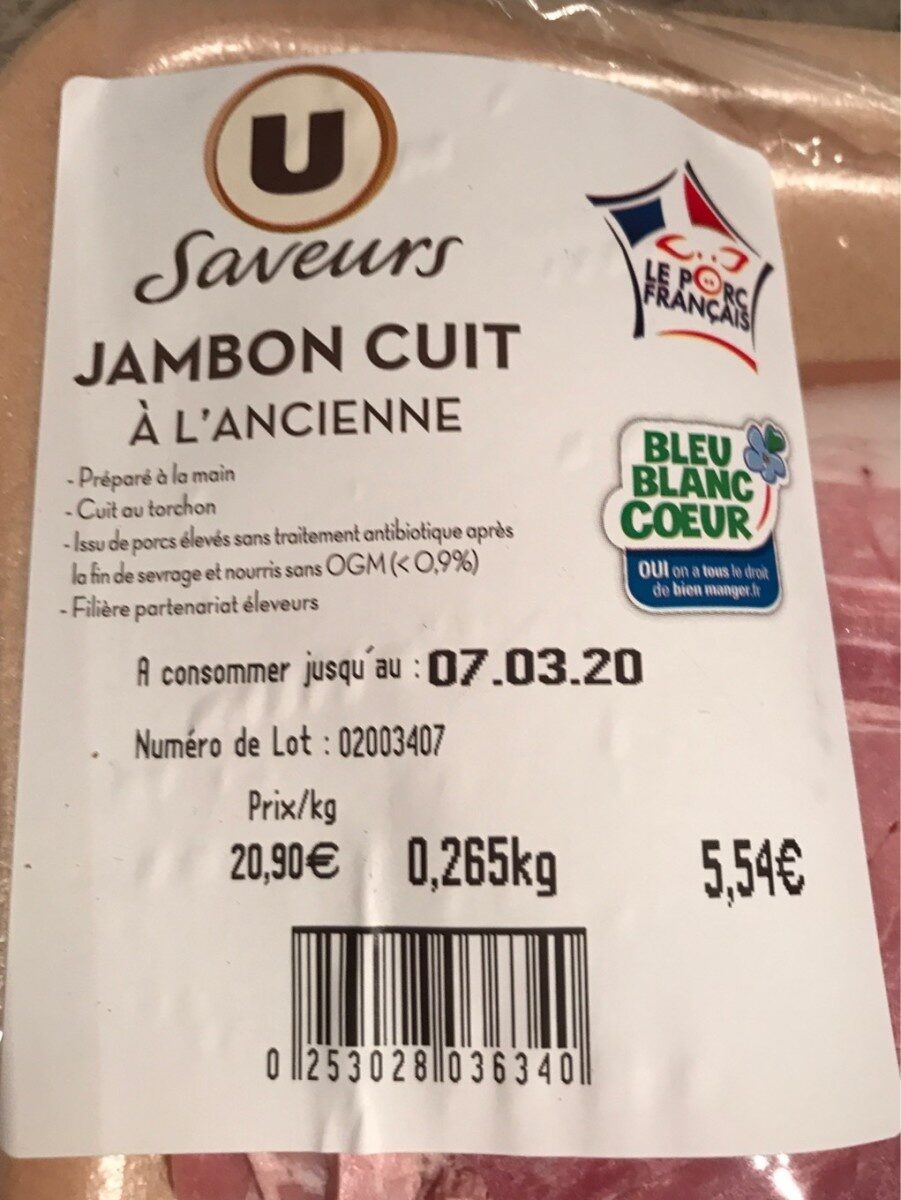 U
Saveurs
JAMBON CUIT
À L'ANCIENNE
- Préparé à la main
- Cuit au torchon
- Issu de porcs élevés sans traitement antibiotique après
la fin de sevrage et nourris sans OGM (< 0,9%)
- Filière partenariat éleveurs
LE PORC
FRANÇAIS
BLEU
BLANC
COEUR
OUI on a tous le droit
de bien manger.fr
A consommer jusqu'au : 07.03.20
Numéro de Lot : 02003407
Prix/kg
20,90€ 0,265kg 5,54€
0 253028 036340